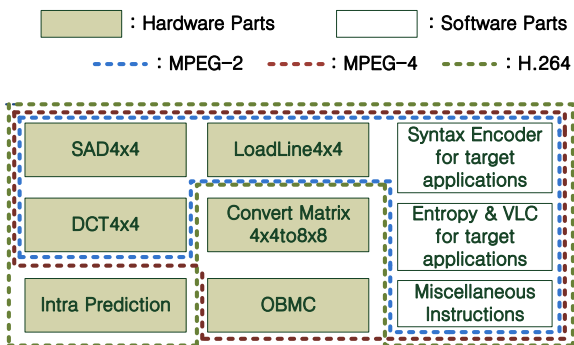 : Hardware Parts
: Software Parts
: MPEG-2
: MPEG-4
: H.264
SAD4x4
LoadLine4x4
Syntax Encoder
for target
applications
DCT4x4
Convert Matrix
4x4to8x8
Entropy & VLC
for target
applications
Intra Prediction
OBMC
Miscellaneous
Instructions